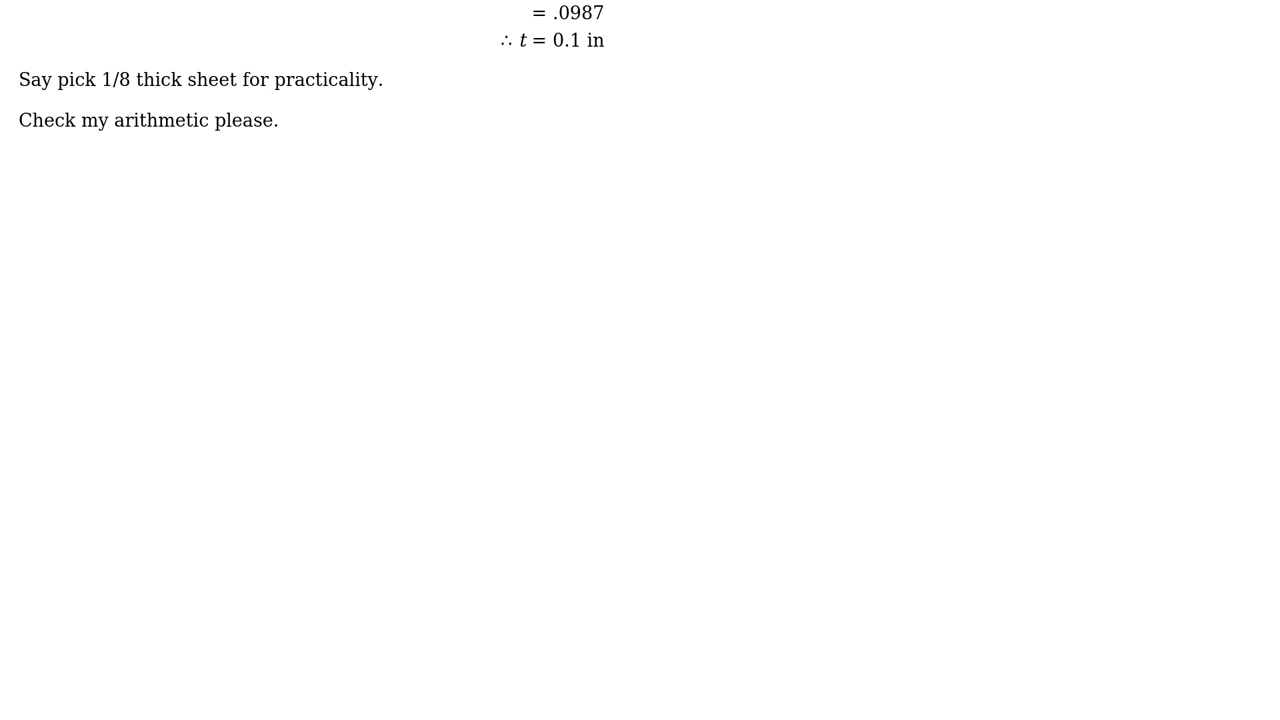 = .0987
∴ t = 0.1 in
Say pick 1/8 thick sheet for practicality.
Check my arithmetic please.